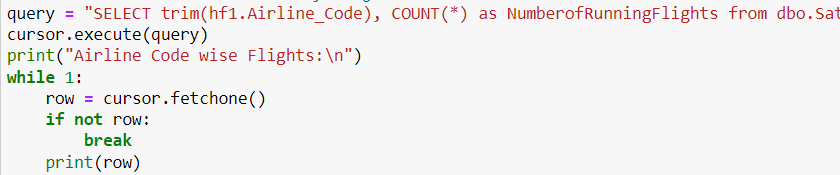 query = "SELECT trim(hf1.Airline_Code), COUNT(*) as NumberofRunningFlights from dbo.Sat
cursor.execute(query)
print("Airline Code wise Flights:\n")
while 1:
    row = cursor.fetchone()
    if not row:
        break
    print(row)